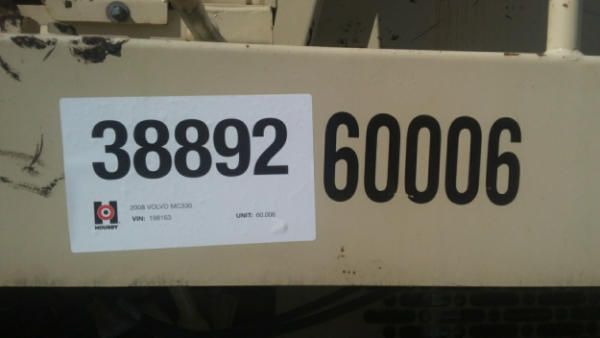 38892
60006
2008 VOLVO MC330
VIN: 198163 UNIT: 60.006
HOUSBY